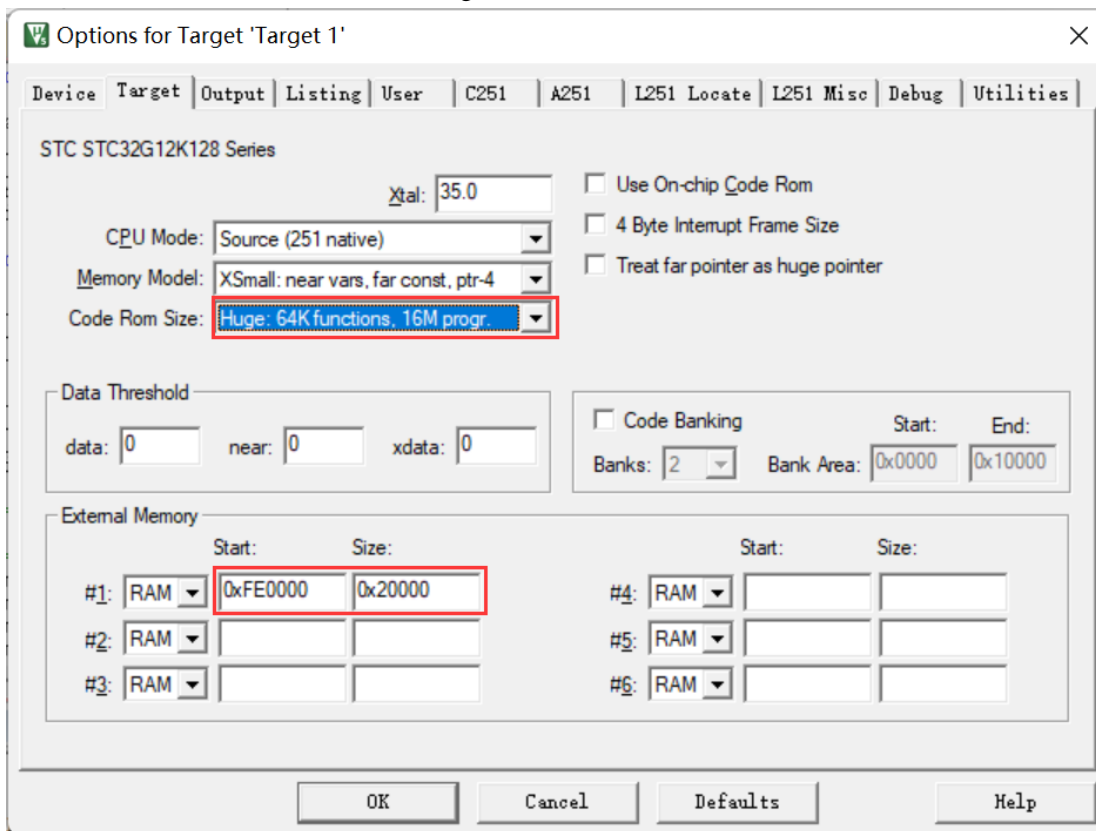 Options for Target 'Target 1'
Device Target Output Listing User C251 A251 L251 Locate L251 Misc Debug Utilities
STC STC32G12K128 Series
Xtal: 35.0
Use On-chip Code Rom
CPU Mode: Source (251 native)
4 Byte Interrupt Frame Size
Memory Model: XSmall: near vars, far const, ptr-4
Treat far pointer as huge pointer
Code Rom Size: Huge: 64K functions, 16M progr.
Data Threshold
data: 0 near: 0 xdata: 0
Code Banking Start: End:
Banks: 2 Bank Area: 0x0000 0x10000
External Memory
Start: Size: Start: Size:
#1: RAM 0xFE0000 0x20000 #4: RAM
#2: RAM #5: RAM
#3: RAM #6: RAM
OK Cancel Defaults Help